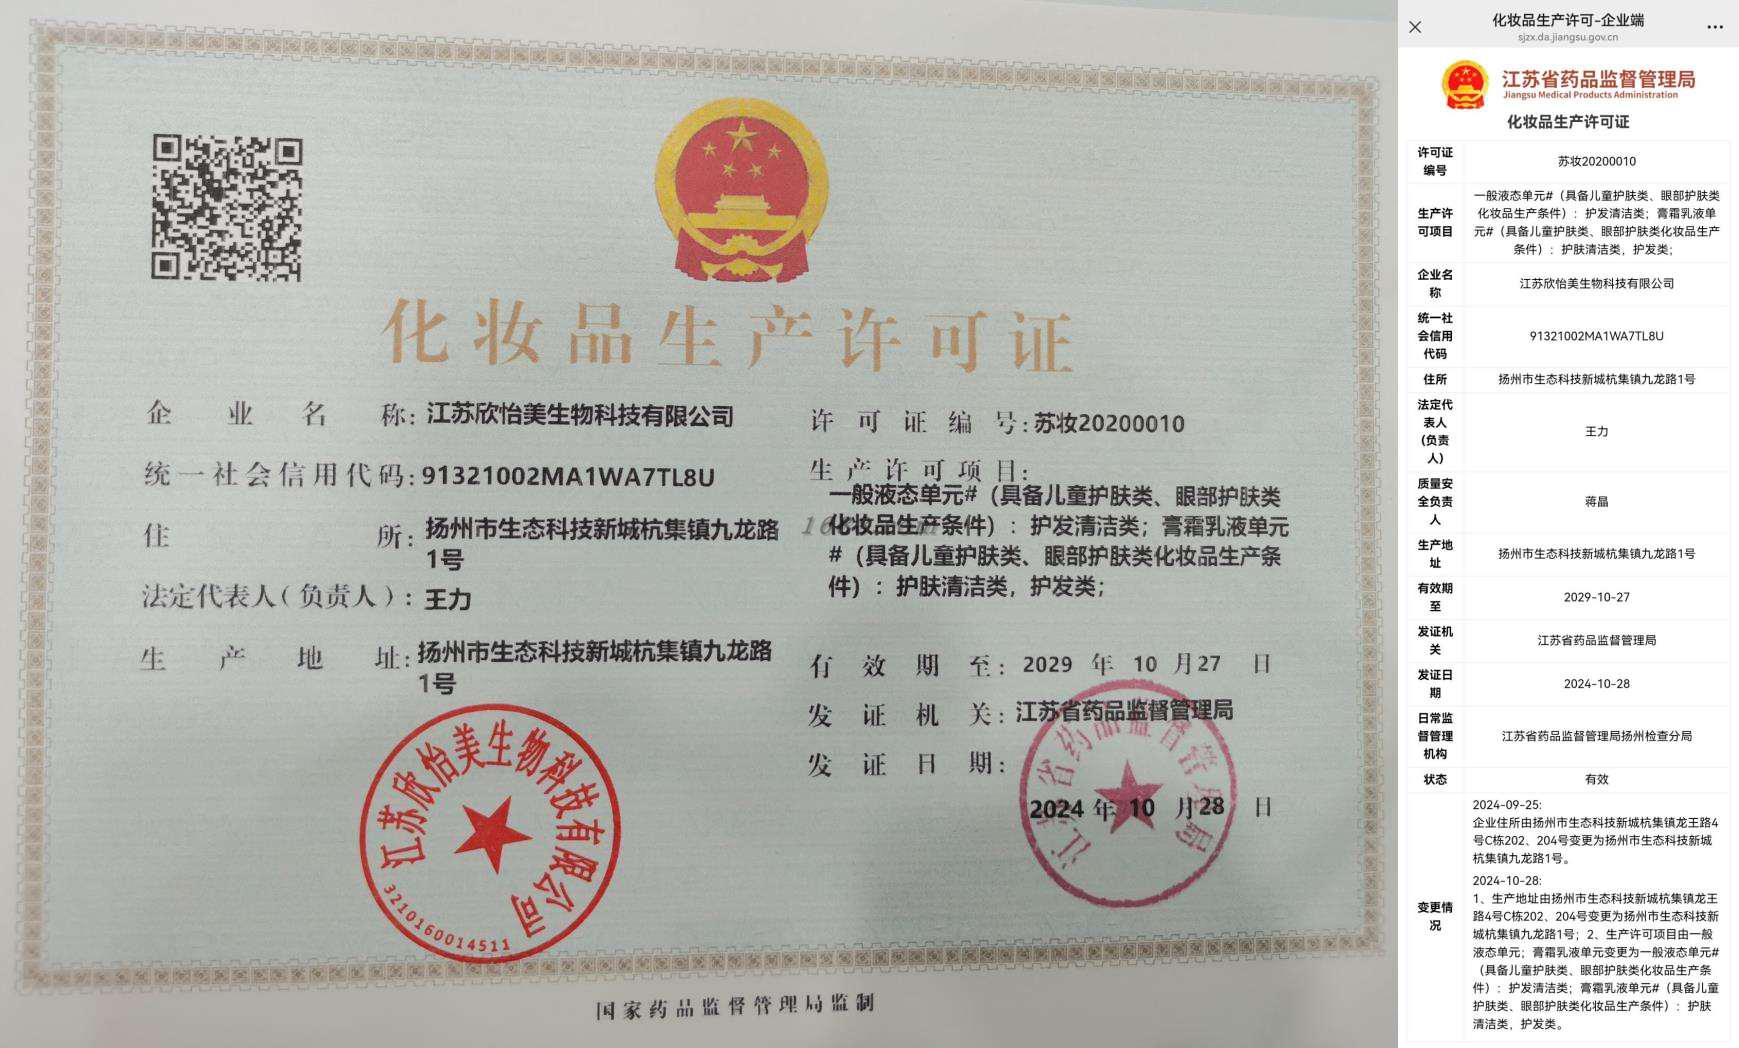 化妆品生产许可证
企业名称:江苏欣怡美生物科技有限公司
统一社会信用代码:91321002MA1WA7TL8U
住所:扬州市生态科技新城杭集镇九龙路
1号
法定代表人(负责人):王力
生产地址:扬州市生态科技新城杭集镇九龙路
1号
许可证编号:苏妆20200010
生产许可项目:
一般液态单元#（具备儿童护肤类、眼部护肤类
化妆品生产条件）：护发清洁类；膏霜乳液单元
#（具备儿童护肤类、眼部护肤类化妆品生产条
件）：护肤清洁类，护发类；
有效期至:2029年10月27日
发证机关:江苏省药品监督管理局
发证日期:
2024年10月28日
江苏欣怡美生物科技有限公司
3210160014511
江苏省药品监督管理局
国家药品监督管理局监制
化妆品生产许可-企业端
sjzx.da.jiangsu.gov.cn
江苏省药品监督管理局
Jiangsu Medical Products Administration
化妆品生产许可证
许可证
编号
苏妆20200010
生产许
可项目
一般液态单元#（具备儿童护肤类、眼部护肤类
化妆品生产条件）：护发清洁类；膏霜乳液单
元#（具备儿童护肤类、眼部护肤类化妆品生产
条件）：护肤清洁类，护发类；
企业名
称
江苏欣怡美生物科技有限公司
统一社
会信用
代码
91321002MA1WA7TL8U
住所
扬州市生态科技新城杭集镇九龙路1号
法定代
表人
(负责
人)
王力
质量安
全负责
人
蒋晶
生产地
址
扬州市生态科技新城杭集镇九龙路1号
有效期
至
2029-10-27
发证机
关
江苏省药品监督管理局
发证日
期
2024-10-28
日常监
督管理
机构
江苏省药品监督管理局扬州检查分局
状态
有效
变更情
况
2024-09-25:
企业住所由扬州市生态科技新城杭集镇龙王路4
号C栋202、204号变更为扬州市生态科技新城
杭集镇九龙路1号。
2024-10-28:
1、生产地址由扬州市生态科技新城杭集镇龙王
路4号C栋202、204号变更为扬州市生态科技新
城杭集镇九龙路1号；2、生产许可项目由一般
液态单元；膏霜乳液单元变更为一般液态单元#
（具备儿童护肤类、眼部护肤类化妆品生产条
件）：护发清洁类；膏霜乳液单元#（具备儿童
护肤类、眼部护肤类化妆品生产条件）：护肤
清洁类，护发类。